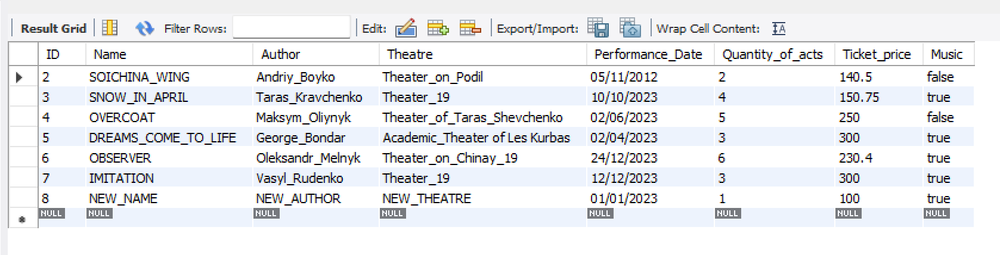 Result Grid Filter Rows: Edit: Export/Import: Wrap Cell Content: IA
ID Name Author Theatre Performance_Date Quantity_of_acts Ticket_price Music
2 SOICHINA_WING Andriy_Boyko Theater_on_Podil 05/11/2012 2 140.5 false
3 SNOW_IN_APRIL Taras_Kravchenko Theater_19 10/10/2023 4 150.75 true
4 OVERCOAT Maksym_Oliynyk Theater_of_Taras_Shevchenko 02/06/2023 5 250 false
5 DREAMS_COME_TO_LIFE George_Bondar Academic_Theater of Les Kurbas 02/04/2023 3 300 true
6 OBSERVER Oleksandr_Melnyk Theater_on_Chinay_19 24/12/2023 6 230.4 true
7 IMITATION Vasyl_Rudenko Theater_19 12/12/2023 3 300 true
8 NEW_NAME NEW_AUTHOR NEW_THEATRE 01/01/2023 1 100 true
NULL NULL NULL NULL NULL NULL NULL NULL